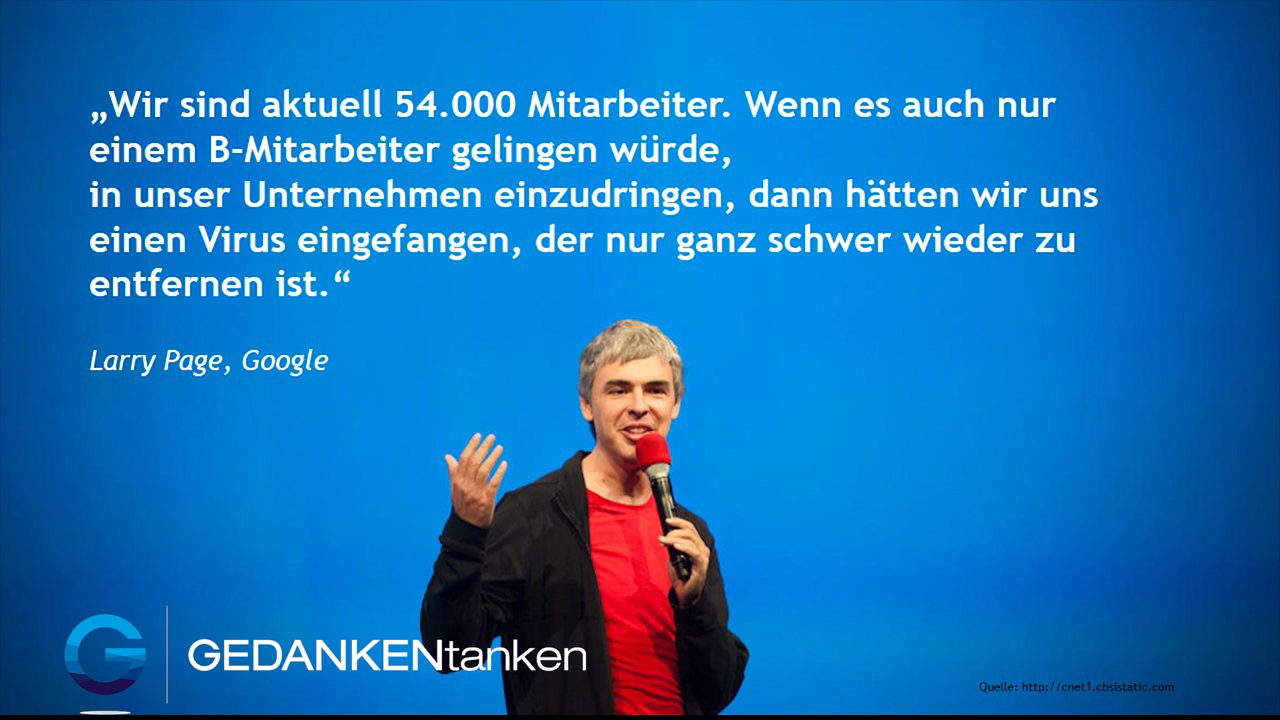 „Wir sind aktuell 54.000 Mitarbeiter. Wenn es auch nur
einem B-Mitarbeiter gelingen würde,
in unser Unternehmen einzudringen, dann hätten wir uns
einen Virus eingefangen, der nur ganz schwer wieder zu
entfernen ist.“
Larry Page, Google
GEDANKENtanken
Quelle: http://cnet1.cbsistatic.com